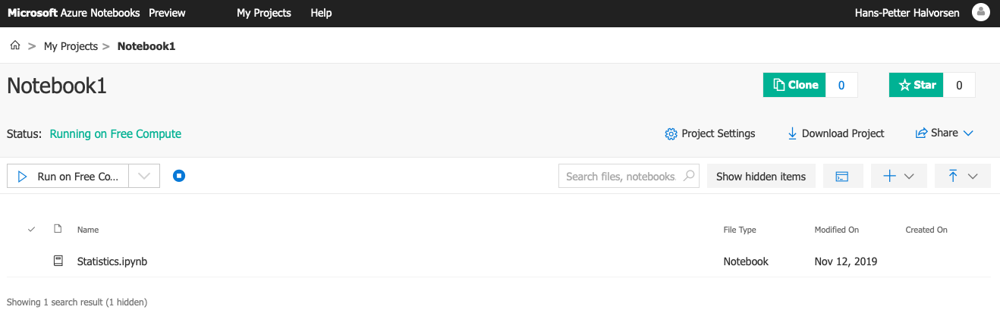 Microsoft Azure Notebooks Preview My Projects Help Hans-Petter Halvorsen
> My Projects > Notebook1
Notebook1
Clone 0 Star 0
Status: Running on Free Compute Project Settings Download Project Share
Run on Free Co... Search files, notebooks. Show hidden items
Name File Type Modified On Created On
Statistics.ipynb Notebook Nov 12, 2019
Showing 1 search result (1 hidden)